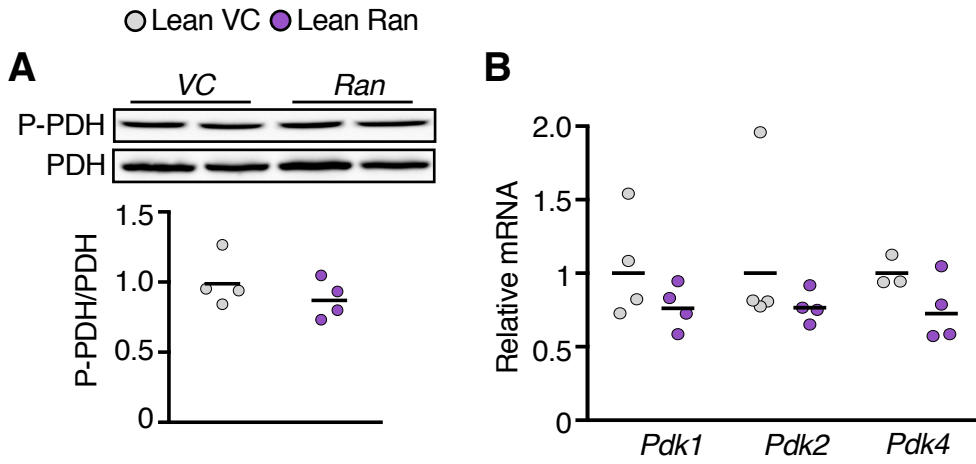 Lean VC Lean Ran
A
VC Ran
P-PDH
PDH
P-PDH/PDH
1.5
1.0
0.5
0
B
Relative mRNA
2.0
1.5
1
0.5
0
Pdk1 Pdk2 Pdk4